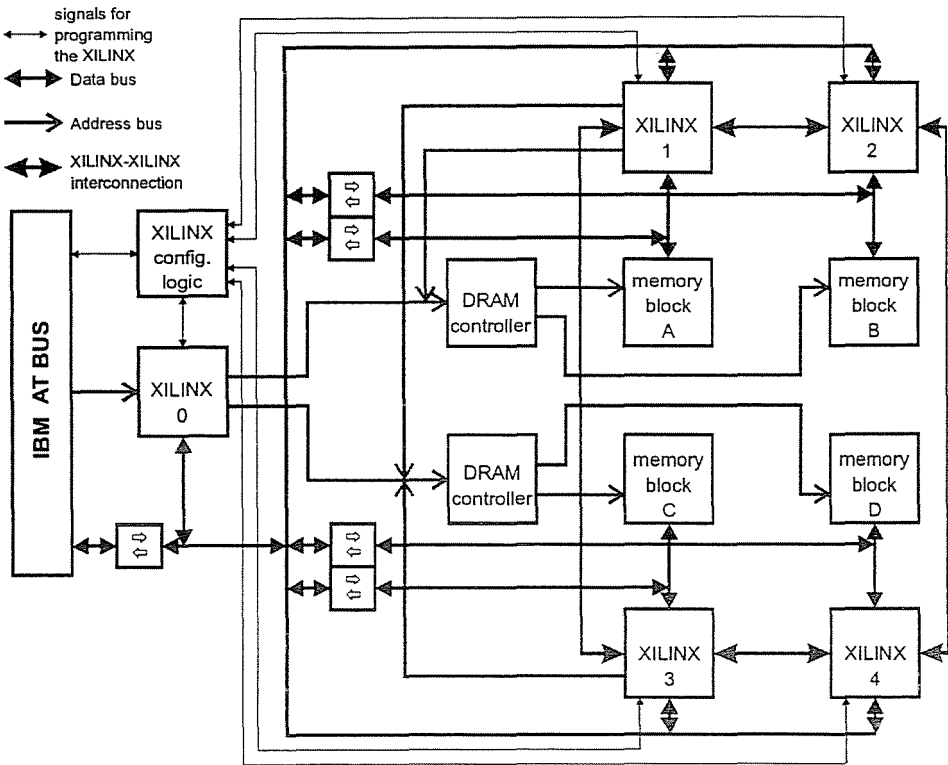 signals for
programming
the XILINX
Data bus
Address bus
XILINX-XILINX
interconnection
IBM AT BUS
XILINX
config.
logic
XILINX
0
XILINX
1
XILINX
2
DRAM
controller
memory
block
A
memory
block
B
DRAM
controller
memory
block
C
memory
block
D
XILINX
3
XILINX
4